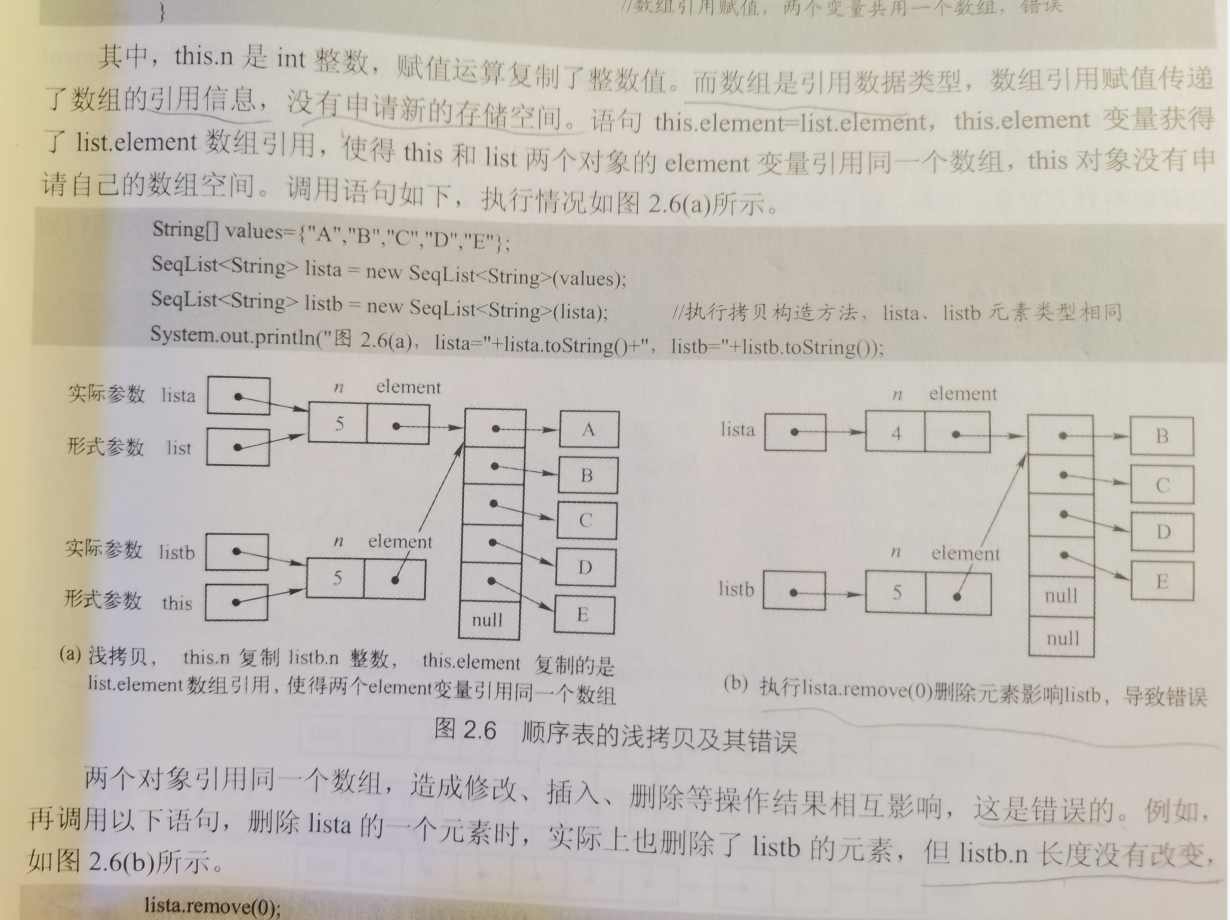 }
//数组引用赋值，两个变量共用一个数组，错误
其中，this.n 是 int 整数，赋值运算复制了整数值。而数组是引用数据类型，数组引用赋值传递
了数组的引用信息，没有申请新的存储空间。语句 this.element=list.element，this.element 变量获得
了 list.element 数组引用，使得 this 和 list 两个对象的 element 变量引用同一个数组，this 对象没有申
请自己的数组空间。调用语句如下，执行情况如图 2.6(a)所示。
String[] values={"A","B","C","D","E"};
SeqList<String> lista = new SeqList<String>(values);
SeqList<String> listb = new SeqList<String>(lista); //执行拷贝构造方法，lista、listb 元素类型相同
System.out.println("图 2.6(a)，lista="+lista.toString()+"，listb="+listb.toString());
实际参数 lista
形式参数 list
n element
5
A
B
C
D
E
null
实际参数 listb
形式参数 this
n element
5
(a) 浅拷贝， this.n 复制 listb.n 整数， this.element 复制的是
list.element 数组引用，使得两个element变量引用同一个数组
lista
n element
4
B
C
D
E
null
null
listb
n element
5
(b) 执行lista.remove(0)删除元素影响listb，导致错误
图 2.6 顺序表的浅拷贝及其错误
两个对象引用同一个数组，造成修改、插入、删除等操作结果相互影响，这是错误的。例如，
再调用以下语句，删除 lista 的一个元素时，实际上也删除了 listb 的元素，但 listb.n 长度没有改变，
如图 2.6(b)所示。
lista.remove(0);